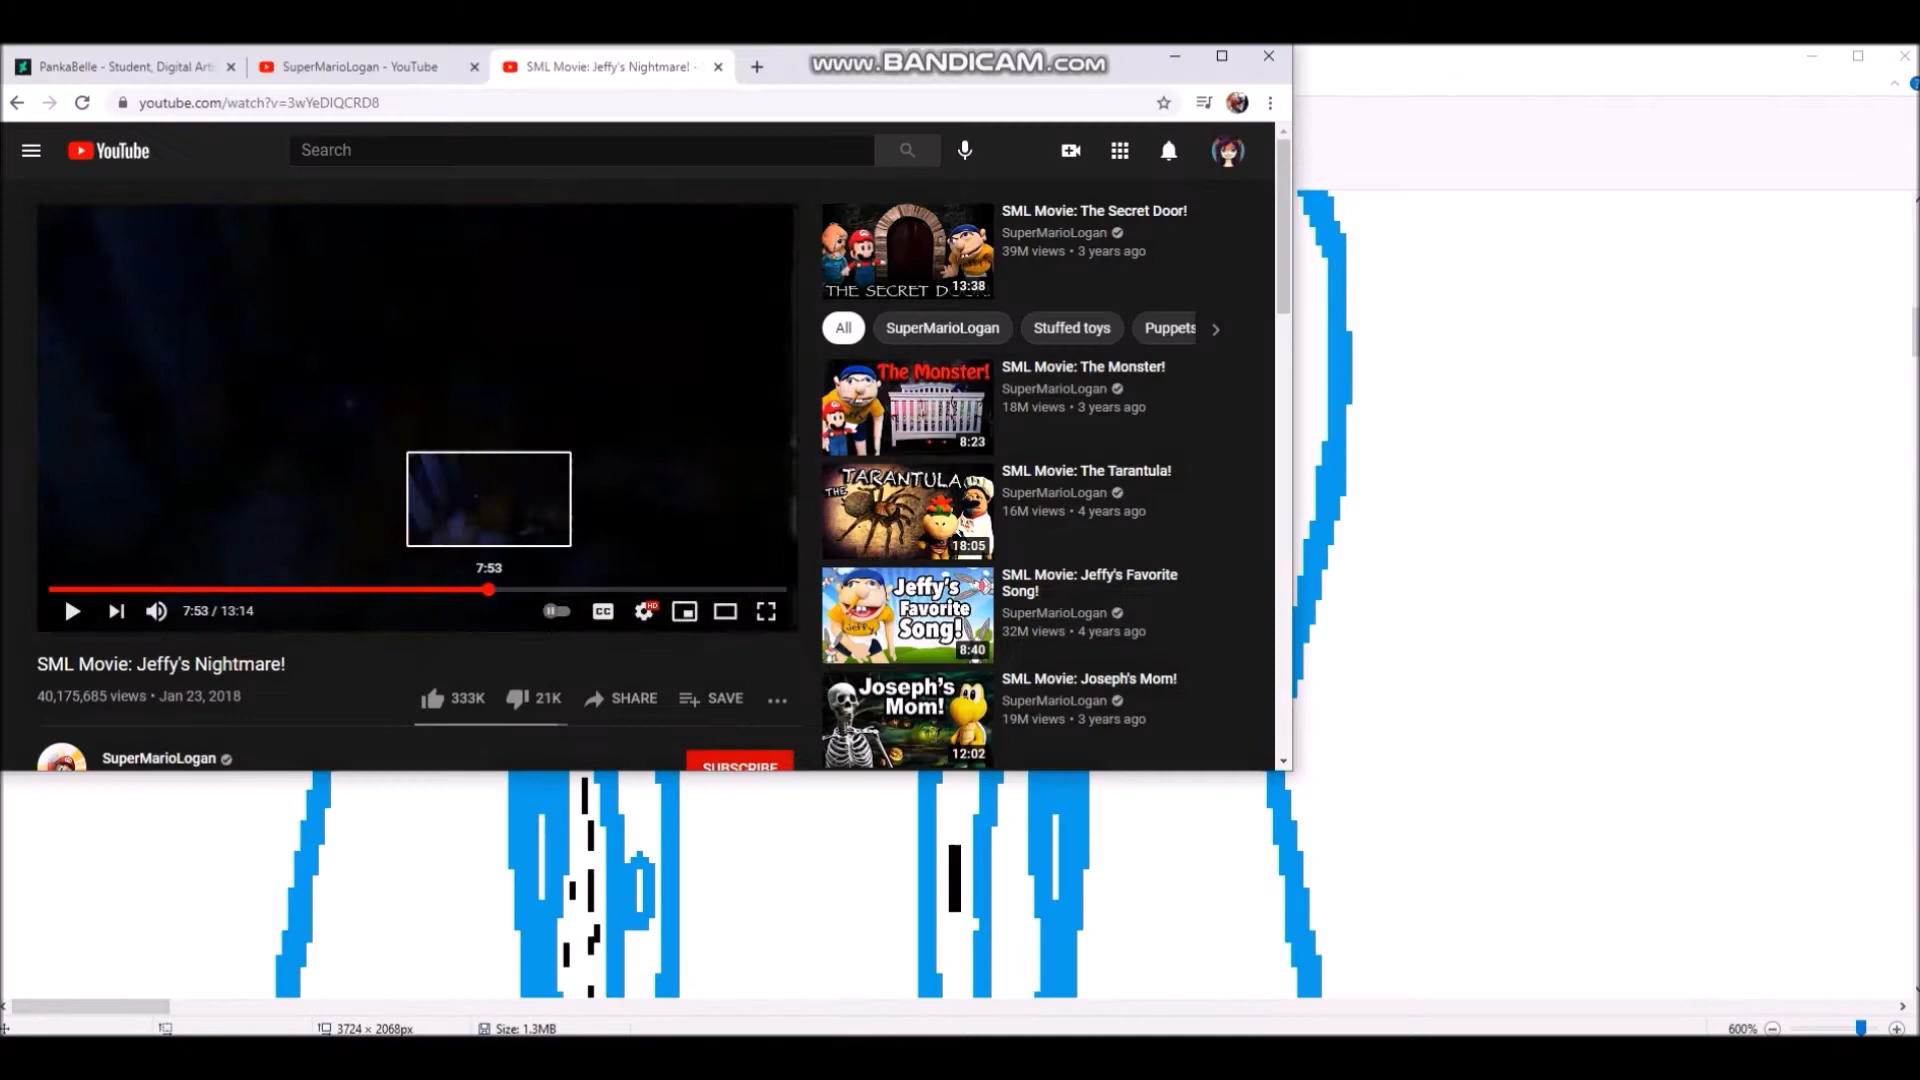 PankaBelle - Student, Digital Art
SuperMarioLogan - YouTube
SML Movie: Jeffy's Nightmare! -
www.BANDICAM.com
youtube.com/watch?v=3wYeDIQCRD8
YouTube
Search
THE SECRET DOOR!
13:38
SML Movie: The Secret Door!
SuperMarioLogan
39M views • 3 years ago
All
SuperMarioLogan
Stuffed toys
Puppets
The Monster!
8:23
SML Movie: The Monster!
SuperMarioLogan
18M views • 3 years ago
THE TARANTULA!
18:05
SML Movie: The Tarantula!
SuperMarioLogan
16M views • 4 years ago
Jeffy's
Favorite
Song!
Jeffy
8:40
SML Movie: Jeffy's Favorite
Song!
SuperMarioLogan
32M views • 4 years ago
Joseph's
Mom!
12:02
SML Movie: Joseph's Mom!
SuperMarioLogan
19M views • 3 years ago
7:53
7:53 / 13:14
CC
HD
SML Movie: Jeffy's Nightmare!
40,175,685 views • Jan 23, 2018
333K
21K
SHARE
SAVE
SuperMarioLogan
SUBSCRIBE
3724 × 2068px
Size: 1.3MB
600%